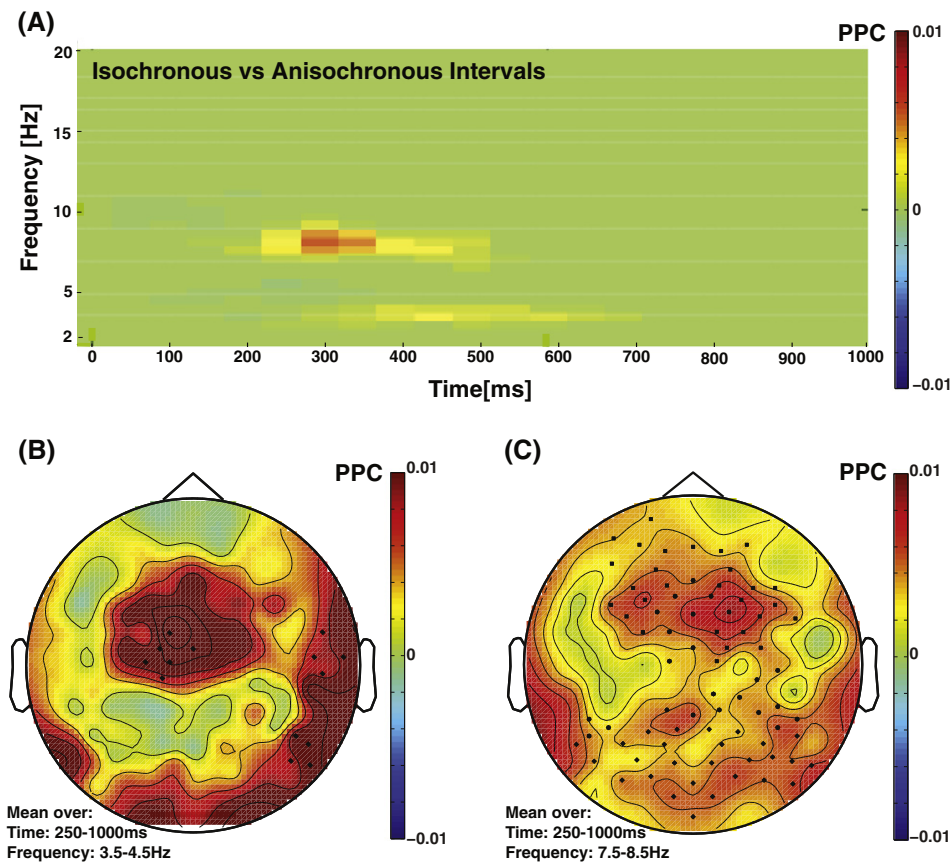 (A)
PPC
0.01
0
−0.01
Isochronous vs Anisochronous Intervals
Frequency [Hz]
20
15
10
5
2
0 100 200 300 400 500 600 700 800 900 1000
Time[ms]
(B)
PPC
0.01
0
−0.01
Mean over:
Time: 250-1000ms
Frequency: 3.5-4.5Hz
(C)
PPC
0.01
0
−0.01
Mean over:
Time: 250-1000ms
Frequency: 7.5-8.5Hz